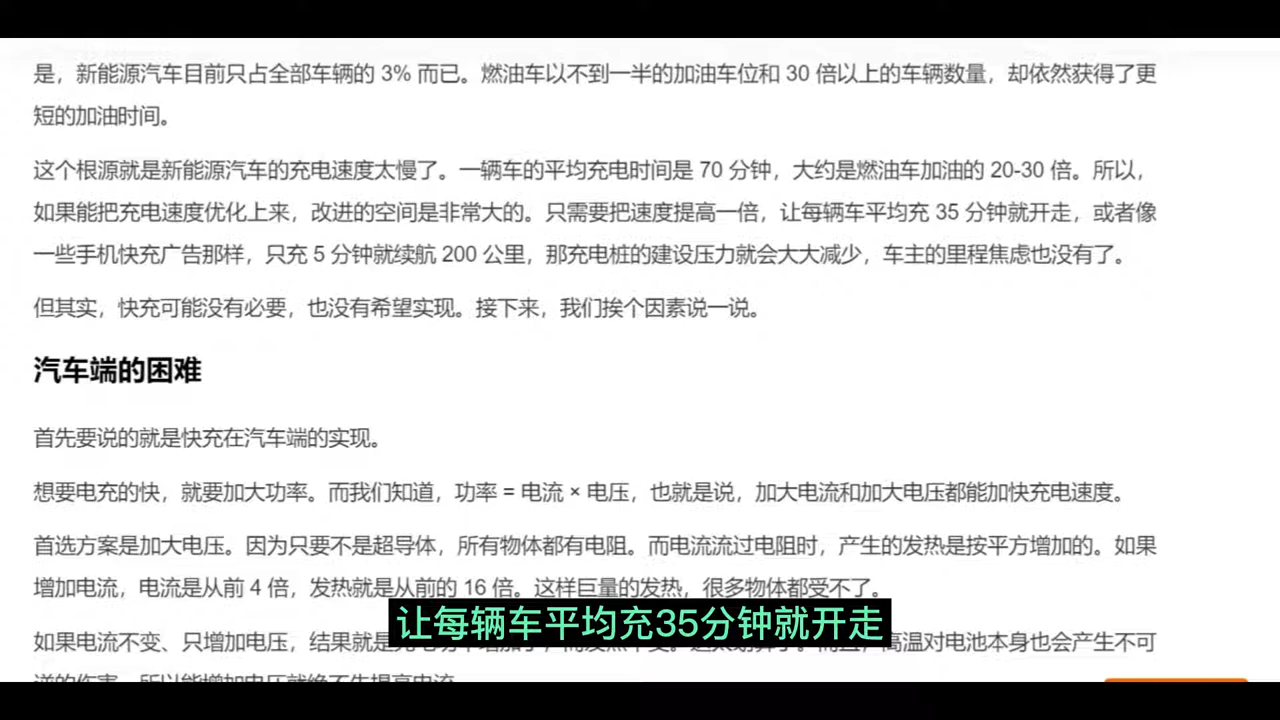 是，新能源汽车目前只占全部车辆的 3% 而已。燃油车以不到一半的加油车位和 30 倍以上的车辆数量，却依然获得了更
短的加油时间。
这个根源就是新能源汽车的充电速度太慢了。一辆车的平均充电时间是 70 分钟，大约是燃油车加油的 20-30 倍。所以，
如果能把充电速度优化上来，改进的空间是非常大的。只需要把速度提高一倍，让每辆车平均充 35 分钟就开走，或者像
一些手机快充广告那样，只充 5 分钟就续航 200 公里，那充电桩的建设压力就会大大减少，车主的里程焦虑也没有了。
但其实，快充可能没有必要，也没有希望实现。接下来，我们挨个因素说一说。
汽车端的困难
首先要说的就是快充在汽车端的实现。
想要电充的快，就要加大功率。而我们知道，功率 = 电流 × 电压，也就是说，加大电流和加大电压都能加快充电速度。
首选方案是加大电压。因为只要不是超导体，所有物体都有电阻。而电流流过电阻时，产生的发热是按平方增加的。如果
增加电流，电流是从前 4 倍，发热就是从前的 16 倍。这样巨量的发热，很多物体都受不了。
让每辆车平均充35分钟就开走
如果电流不变、只增加电压，结果就是 高温对电池本身也会产生不可